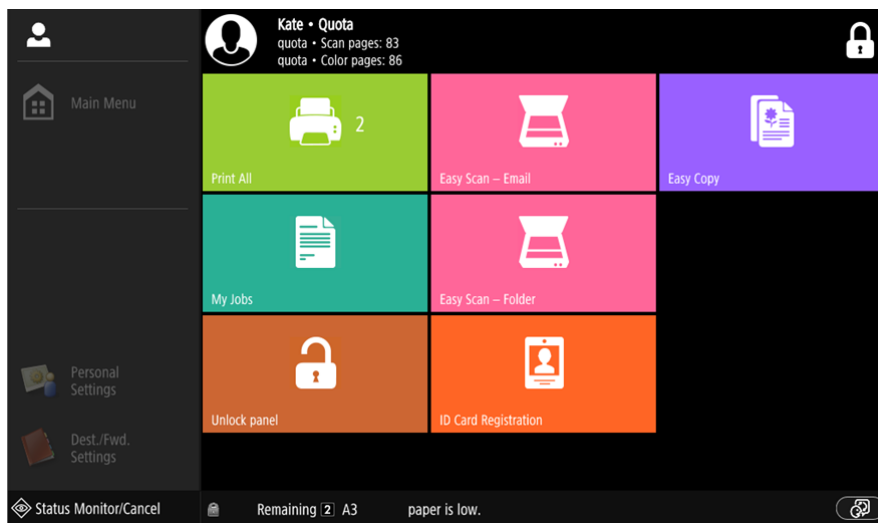 Kate • Quota
quota • Scan pages: 83
quota • Color pages: 86
Main Menu
2
Print All
Easy Scan – Email
Easy Copy
My Jobs
Easy Scan – Folder
Personal
Settings
Unlock panel
ID Card Registration
Dest./Fwd.
Settings
Status Monitor/Cancel
Remaining 2 A3 paper is low.